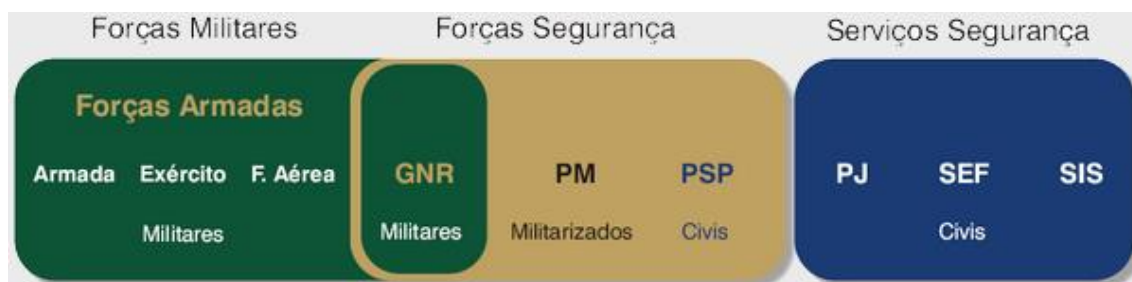 Forças Militares
Forças Segurança
Serviços Segurança
Forças Armadas
Armada Exército F. Aérea
Militares
GNR
Militares
PM
Militarizados
PSP
Civis
PJ SEF SIS
Civis